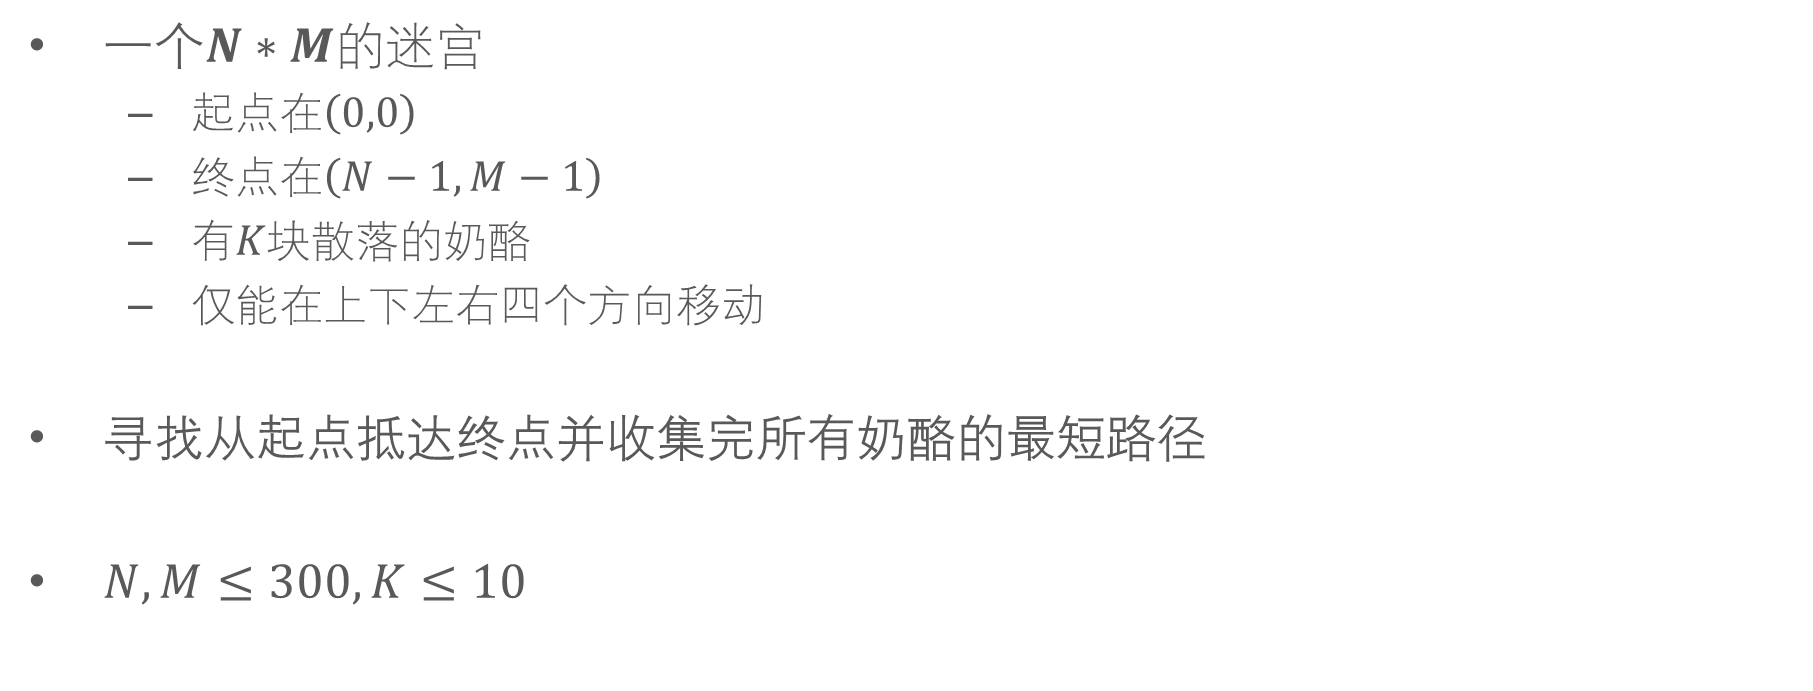 • 一个N ∗ M的迷宫
– 起点在(0,0)
– 终点在(N − 1, M − 1)
– 有K块散落的奶酪
– 仅能在上下左右四个方向移动
• 寻找从起点抵达终点并收集完所有奶酪的最短路径
• N, M ≤ 300, K ≤ 10